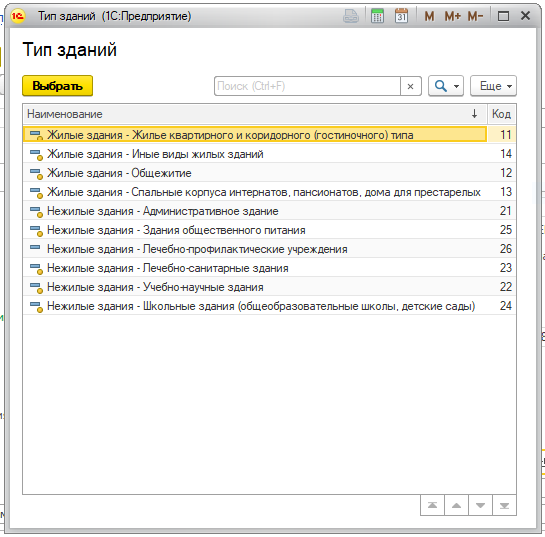 Тип зданий (1С:Предприятие)
M M+ M-
Тип зданий
Выбрать
Поиск (Ctrl+F)
×
Еще
Наименование ↓ Код
Жилые здания - Жилье квартирного и коридорного (гостиночного) типа 11
Жилые здания - Иные виды жилых зданий 14
Жилые здания - Общежитие 12
Жилые здания - Спальные корпуса интернатов, пансионатов, дома для престарелых 13
Нежилые здания - Административное здание 21
Нежилые здания - Здания общественного питания 25
Нежилые здания - Лечебно-профилактические учреждения 26
Нежилые здания - Лечебно-санитарные здания 23
Нежилые здания - Учебно-научные здания 22
Нежилые здания - Школьные здания (общеобразовательные школы, детские сады) 24